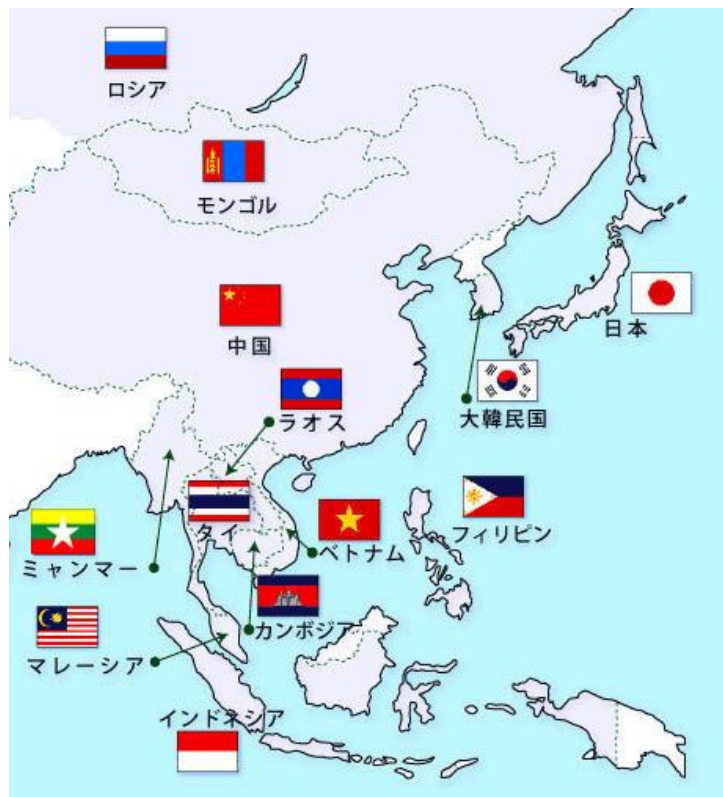 ロシア
モンゴル
中国
日本
ラオス
大韓民国
タイ
フィリピン
ベトナム
ミャンマー
カンボジア
マレーシア
インドネシア